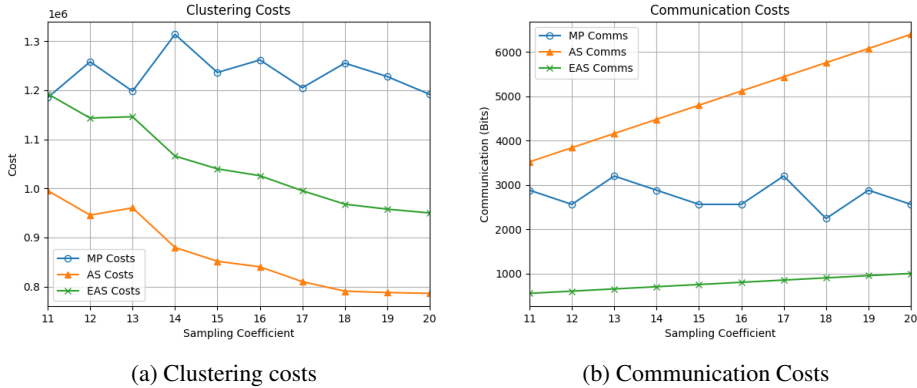 Clustering Costs
1e6
1.3
1.2
1.1
1.0
0.9
0.8
Cost
MP Costs
AS Costs
EAS Costs
11 12 13 14 15 16 17 18 19 20
Sampling Coefficient
(a) Clustering costs
Communication Costs
6000
5000
4000
3000
2000
1000
Communication (Bits)
MP Comms
AS Comms
EAS Comms
11 12 13 14 15 16 17 18 19 20
Sampling Coefficient
(b) Communication Costs